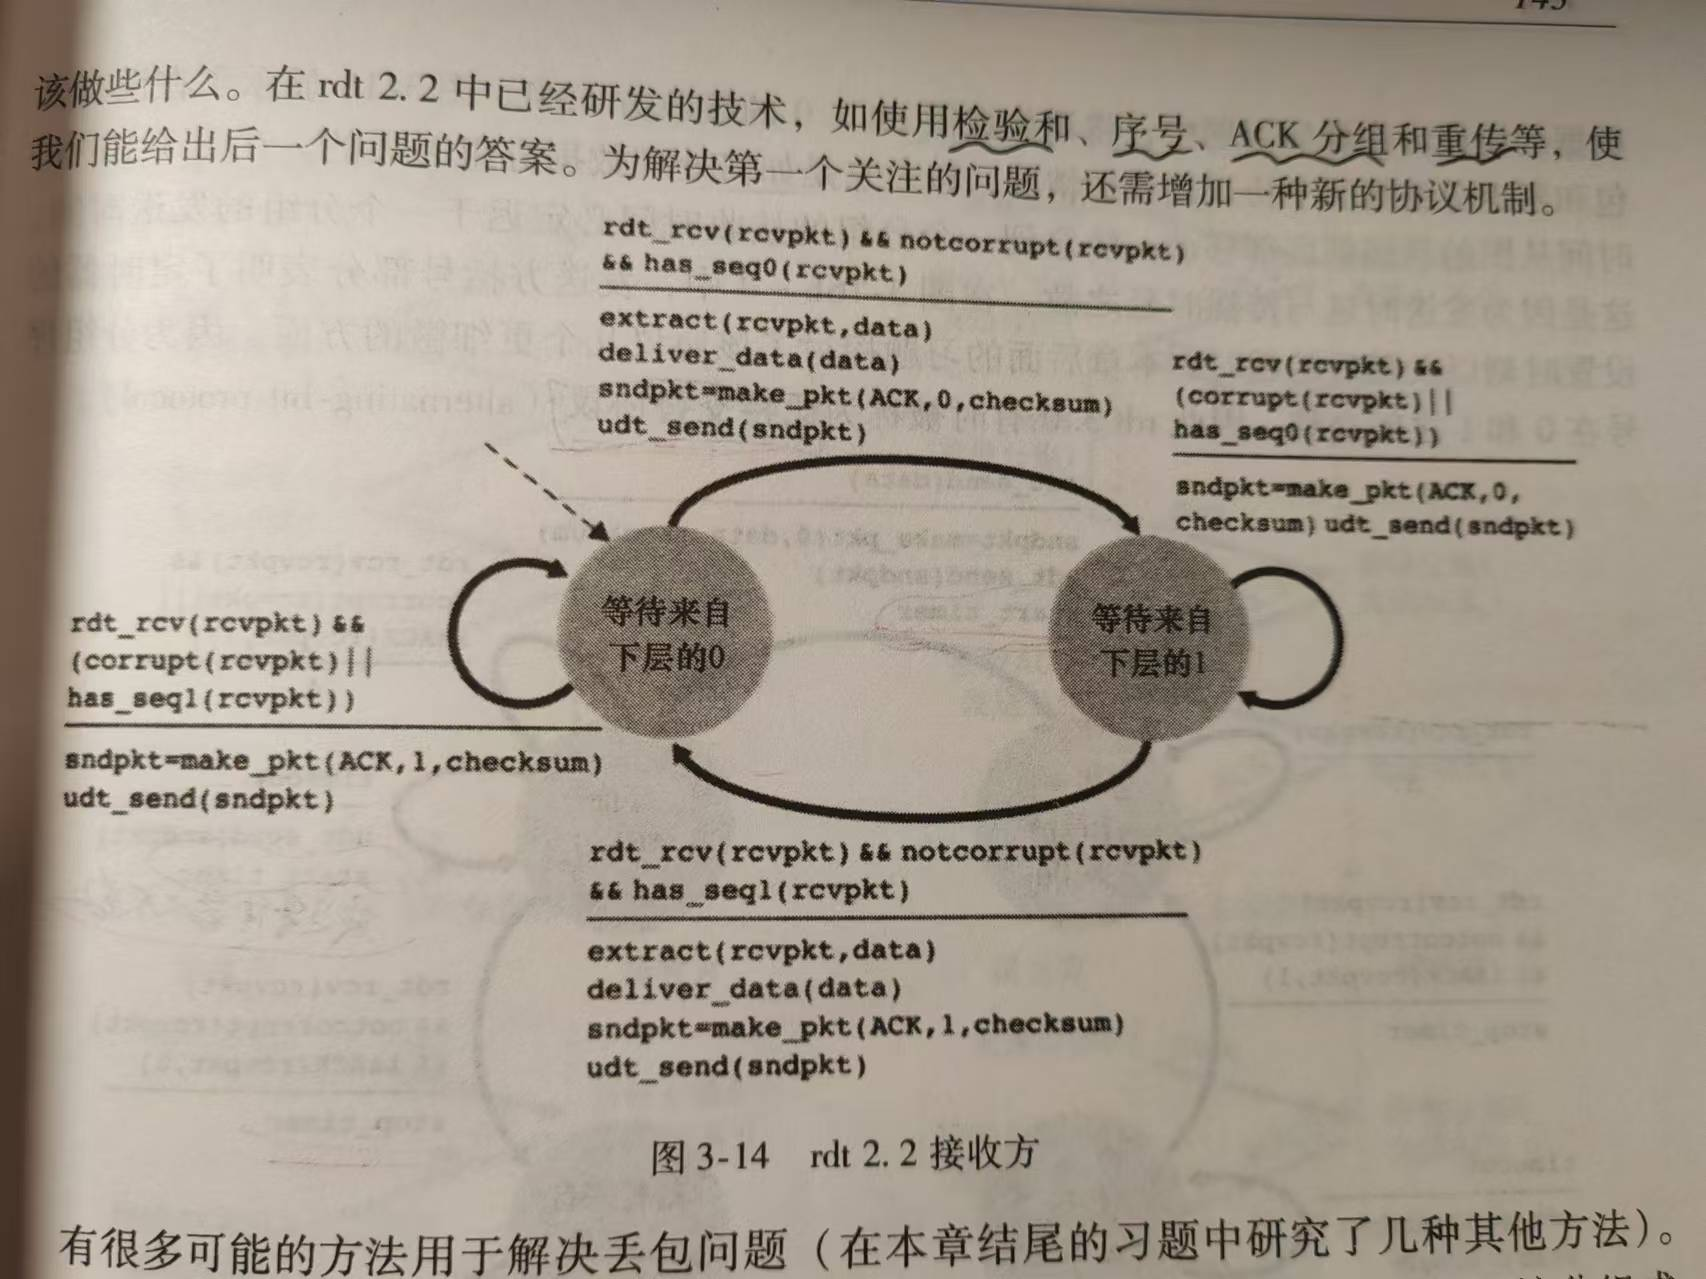 该做些什么。在 rdt 2.2 中已经研发的技术，如使用检验和、序号、ACK 分组和重传等，使
我们能给出后一个问题的答案。为解决第一个关注的问题，还需增加一种新的协议机制。
rdt_rcv(rcvpkt) && notcorrupt(rcvpkt)
&& has_seq0(rcvpkt)
extract(rcvpkt,data)
deliver_data(data)
sndpkt=make_pkt(ACK,0,checksum)
udt_send(sndpkt)
rdt_rcv(rcvpkt) &&
(corrupt(rcvpkt)||
has_seq0(rcvpkt))
sndpkt=make_pkt(ACK,0,
checksum) udt_send(sndpkt)
等待来自
下层的0
等待来自
下层的1
rdt_rcv(rcvpkt) &&
(corrupt(rcvpkt)||
has_seq1(rcvpkt))
sndpkt=make_pkt(ACK,1,checksum)
udt_send(sndpkt)
rdt_rcv(rcvpkt) && notcorrupt(rcvpkt)
&& has_seq1(rcvpkt)
extract(rcvpkt,data)
deliver_data(data)
sndpkt=make_pkt(ACK,1,checksum)
udt_send(sndpkt)
图 3-14 rdt 2.2 接收方
有很多可能的方法用于解决丢包问题（在本章结尾的习题中研究了几种其他方法）。